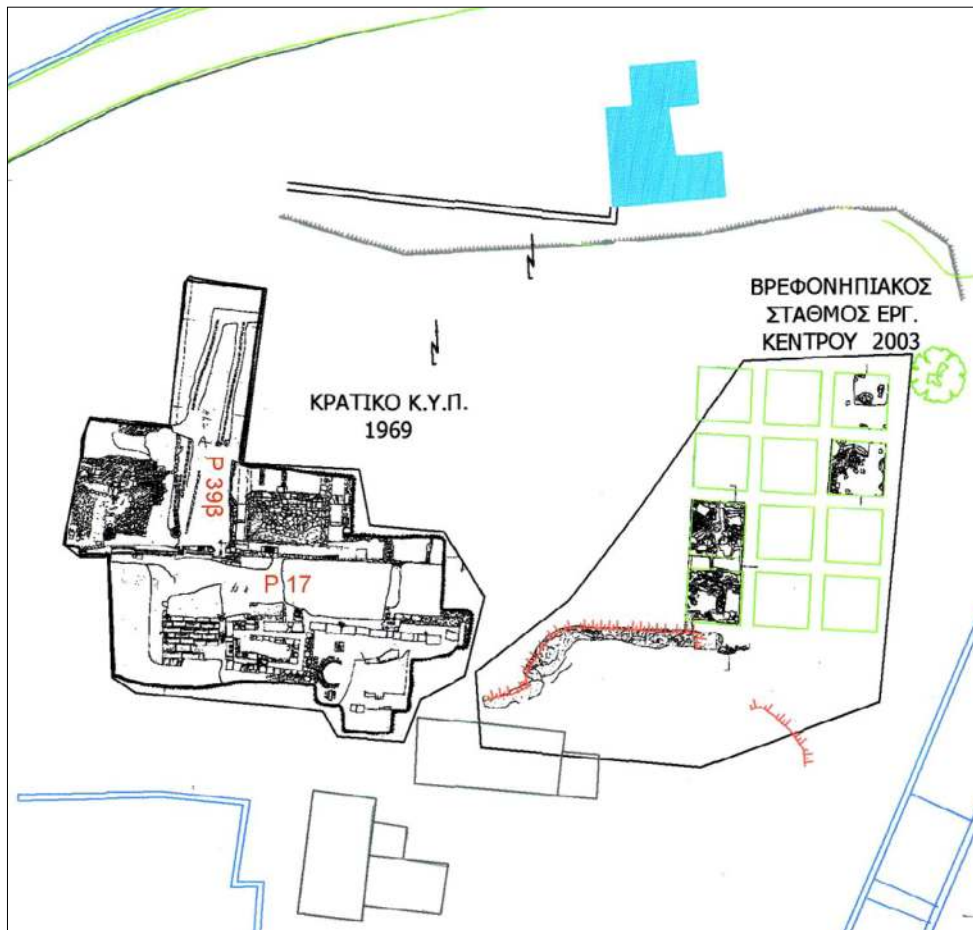 ΒΡΕΦΟΝΗΠΙΑΚΟΣ
ΣΤΑΘΜΟΣ ΕΡΓ.
ΚΕΝΤΡΟΥ 2003
ΚΡΑΤΙΚΟ Κ.Υ.Π.
1969
Ρ 39β
Ρ 17